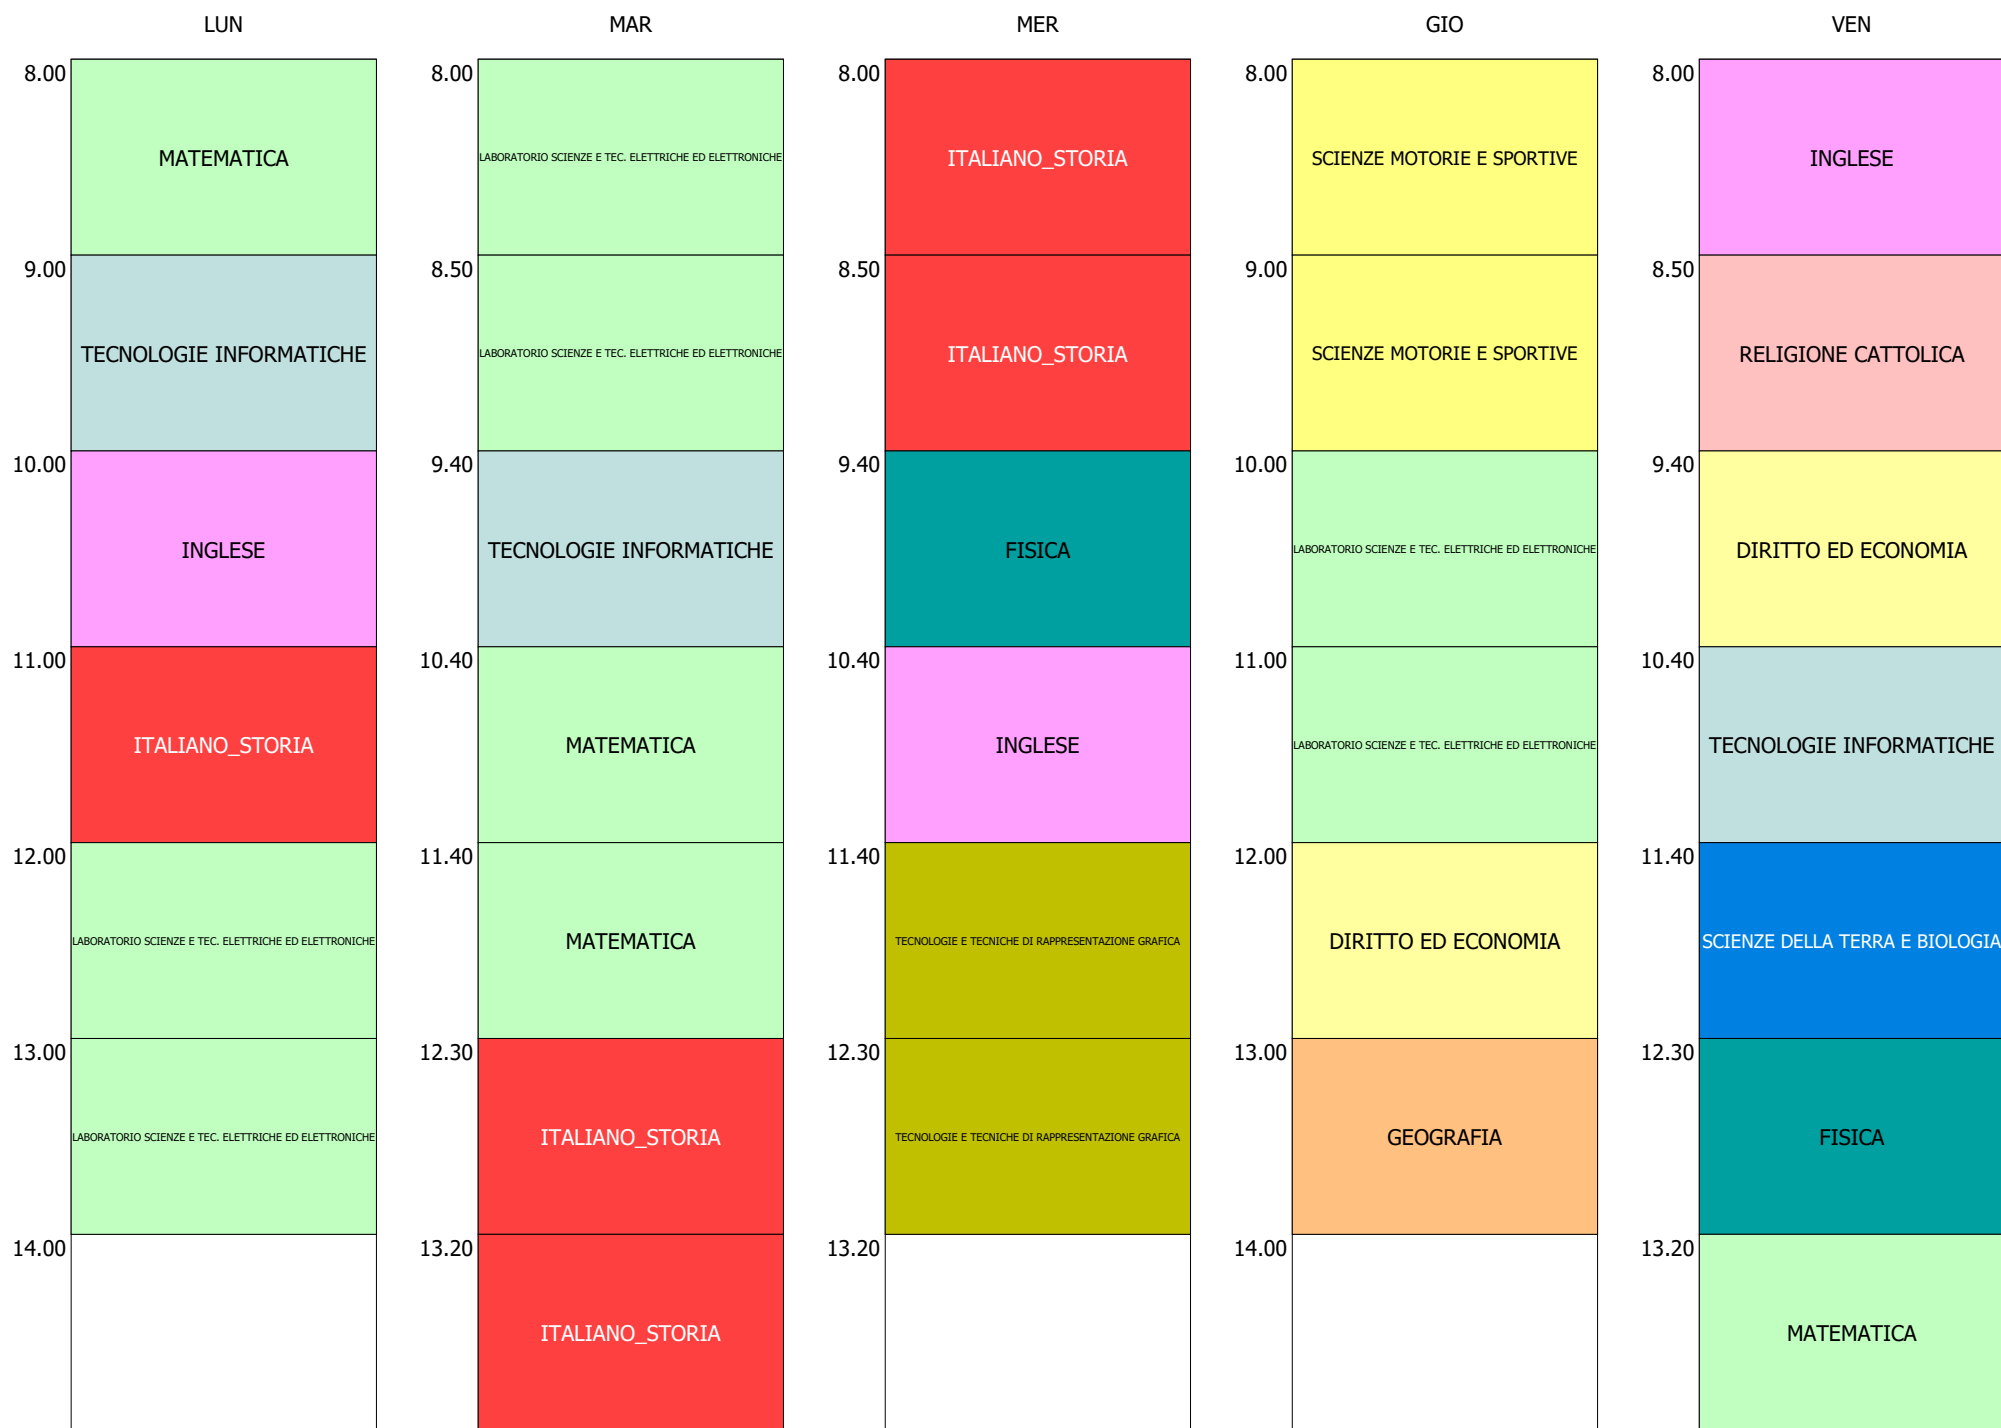 LUN
MAR
MER
GIO
VEN
8.00
MATEMATICA
8.00
LABORATORIO SCIENZE E TEC. ELETTRICHE ED ELETTRONICHE
8.00
ITALIANO_STORIA
8.00
SCIENZE MOTORIE E SPORTIVE
8.00
INGLESE
9.00
TECNOLOGIE INFORMATICHE
8.50
LABORATORIO SCIENZE E TEC. ELETTRICHE ED ELETTRONICHE
8.50
ITALIANO_STORIA
9.00
SCIENZE MOTORIE E SPORTIVE
8.50
RELIGIONE CATTOLICA
10.00
INGLESE
9.40
TECNOLOGIE INFORMATICHE
9.40
FISICA
10.00
LABORATORIO SCIENZE E TEC. ELETTRICHE ED ELETTRONICHE
9.40
DIRITTO ED ECONOMIA
11.00
ITALIANO_STORIA
10.40
MATEMATICA
10.40
INGLESE
11.00
LABORATORIO SCIENZE E TEC. ELETTRICHE ED ELETTRONICHE
10.40
TECNOLOGIE INFORMATICHE
12.00
LABORATORIO SCIENZE E TEC. ELETTRICHE ED ELETTRONICHE
11.40
MATEMATICA
11.40
TECNOLOGIE E TECNICHE DI RAPPRESENTAZIONE GRAFICA
12.00
DIRITTO ED ECONOMIA
11.40
SCIENZE DELLA TERRA E BIOLOGIA
13.00
LABORATORIO SCIENZE E TEC. ELETTRICHE ED ELETTRONICHE
12.30
ITALIANO_STORIA
12.30
TECNOLOGIE E TECNICHE DI RAPPRESENTAZIONE GRAFICA
13.00
GEOGRAFIA
12.30
FISICA
14.00
13.20
ITALIANO_STORIA
13.20
14.00
13.20
MATEMATICA